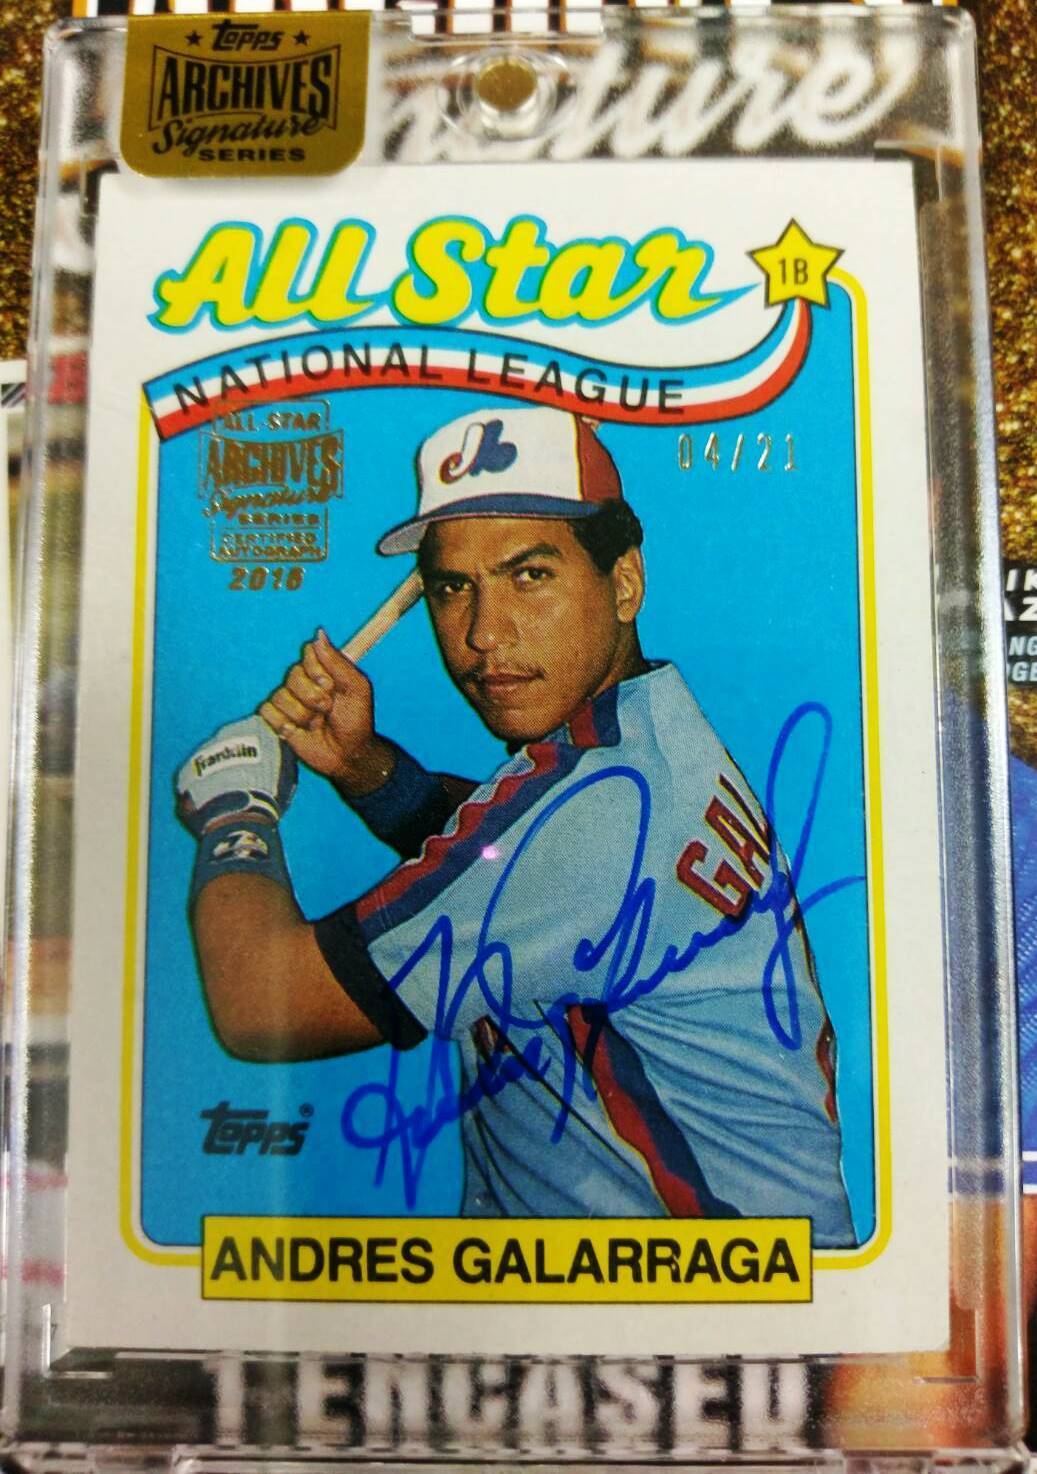 ★ Topps ★
ARCHIVES
Signature
SERIES
All Star
1B
NATIONAL LEAGUE
04/21
ALL-STAR
ARCHIVES
Signature
SERIES
CERTIFIED
AUTOGRAPH
2016
Franklin
GAL
Topps®
ANDRES GALARRAGA
ENCASED